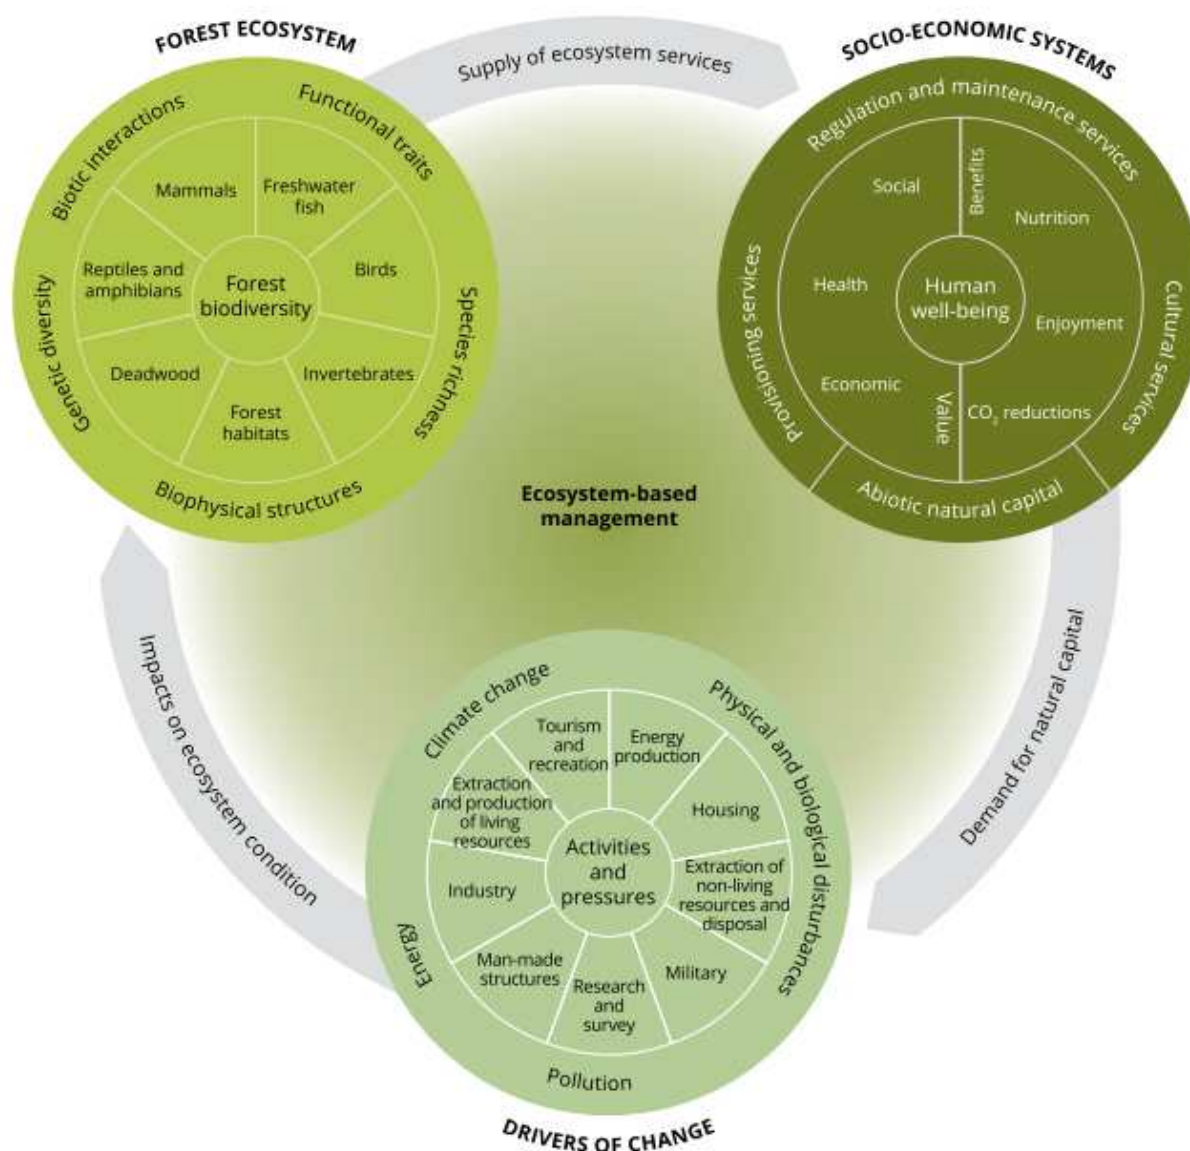 FOREST ECOSYSTEM
Supply of ecosystem services
SOCIO-ECONOMIC SYSTEMS
Biotic interactions
Functional traits
Genetic diversity
Species richness
Biophysical structures
Mammals
Freshwater
fish
Reptiles and
amphibians
Birds
Forest
biodiversity
Deadwood
Invertebrates
Forest
habitats
Regulation and maintenance services
Provisioning services
Cultural services
Abiotic natural capital
Social
Benefits
Nutrition
Health
Human
well-being
Enjoyment
Economic
Value
CO₂ reductions
Ecosystem-based
management
Impacts on ecosystem condition
Demand for natural capital
Climate change
Physical and biological disturbances
Energy
Pollution
Tourism
and
recreation
Energy
production
Extraction
and production
of living
resources
Housing
Activities
and
pressures
Industry
Extraction of
non-living
resources and
disposal
Man-made
structures
Research
and
survey
Military
DRIVERS OF CHANGE